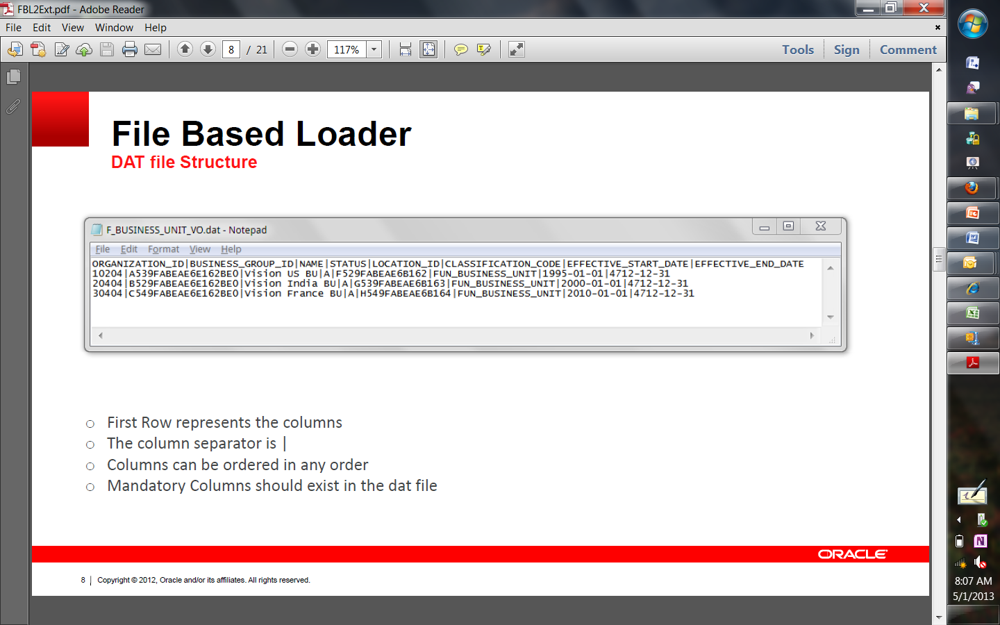 FBL2Ext.pdf - Adobe Reader
File Edit View Window Help
8 / 21 117% Tools Sign Comment
File Based Loader
DAT file Structure
F_BUSINESS_UNIT_VO.dat - Notepad
File Edit Format View Help
ORGANIZATION_ID|BUSINESS_GROUP_ID|NAME|STATUS|LOCATION_ID|CLASSIFICATION_CODE|EFFECTIVE_START_DATE|EFFECTIVE_END_DATE
10204|A539FABEAE6E162BE0|Vision US BU|A|F529FABEAE6B162|FUN_BUSINESS_UNIT|1995-01-01|4712-12-31
20404|B529FABEAE6E162BE0|Vision India BU|A|G539FABEAE6B163|FUN_BUSINESS_UNIT|2000-01-01|4712-12-31
30404|C549FABEAE6E162BE0|Vision France BU|A|H549FABEAE6B164|FUN_BUSINESS_UNIT|2010-01-01|4712-12-31
First Row represents the columns
The column separator is |
Columns can be ordered in any order
Mandatory Columns should exist in the dat file
ORACLE
8 | Copyright © 2012, Oracle and/or its affiliates. All rights reserved.
8:07 AM
5/1/2013